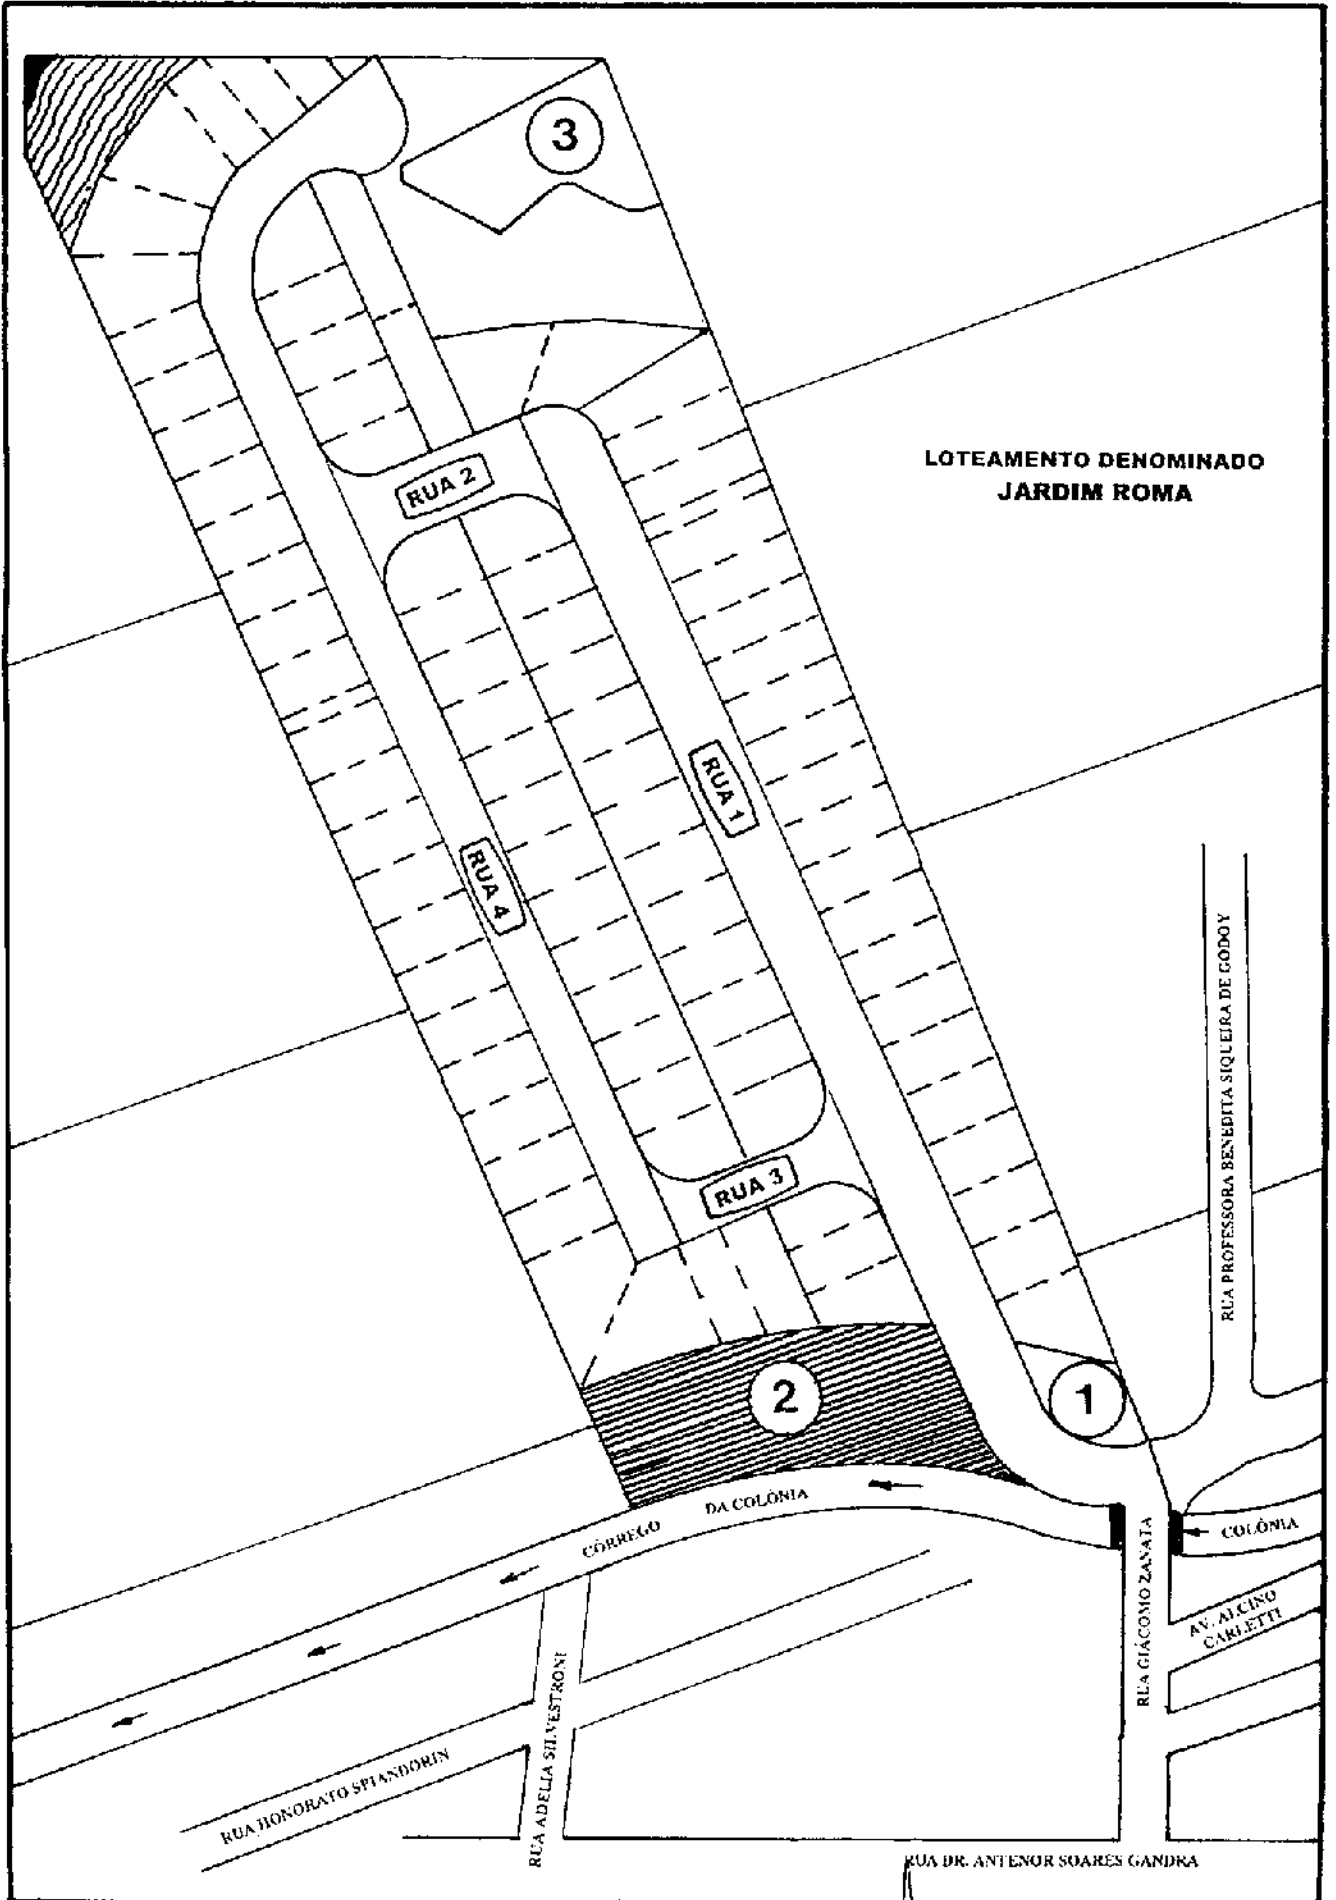 3
LOTEAMENTO DENOMINADO
JARDIM ROMA
RUA 2
RUA 1
RUA 4
RUA PROFESSORA BENEDITA SIQUEIRA DE GODOY
RUA 3
2
1
CÓRREGO DA COLÔNIA
COLÔNIA
RUA GIÁCOMO ZANATA
AV. ALCINO
CARLETTI
RUA ADELIA SILVESTRONI
RUA HONORATO SPIANDORIN
RUA DR. ANTENOR SOARES GANDRA